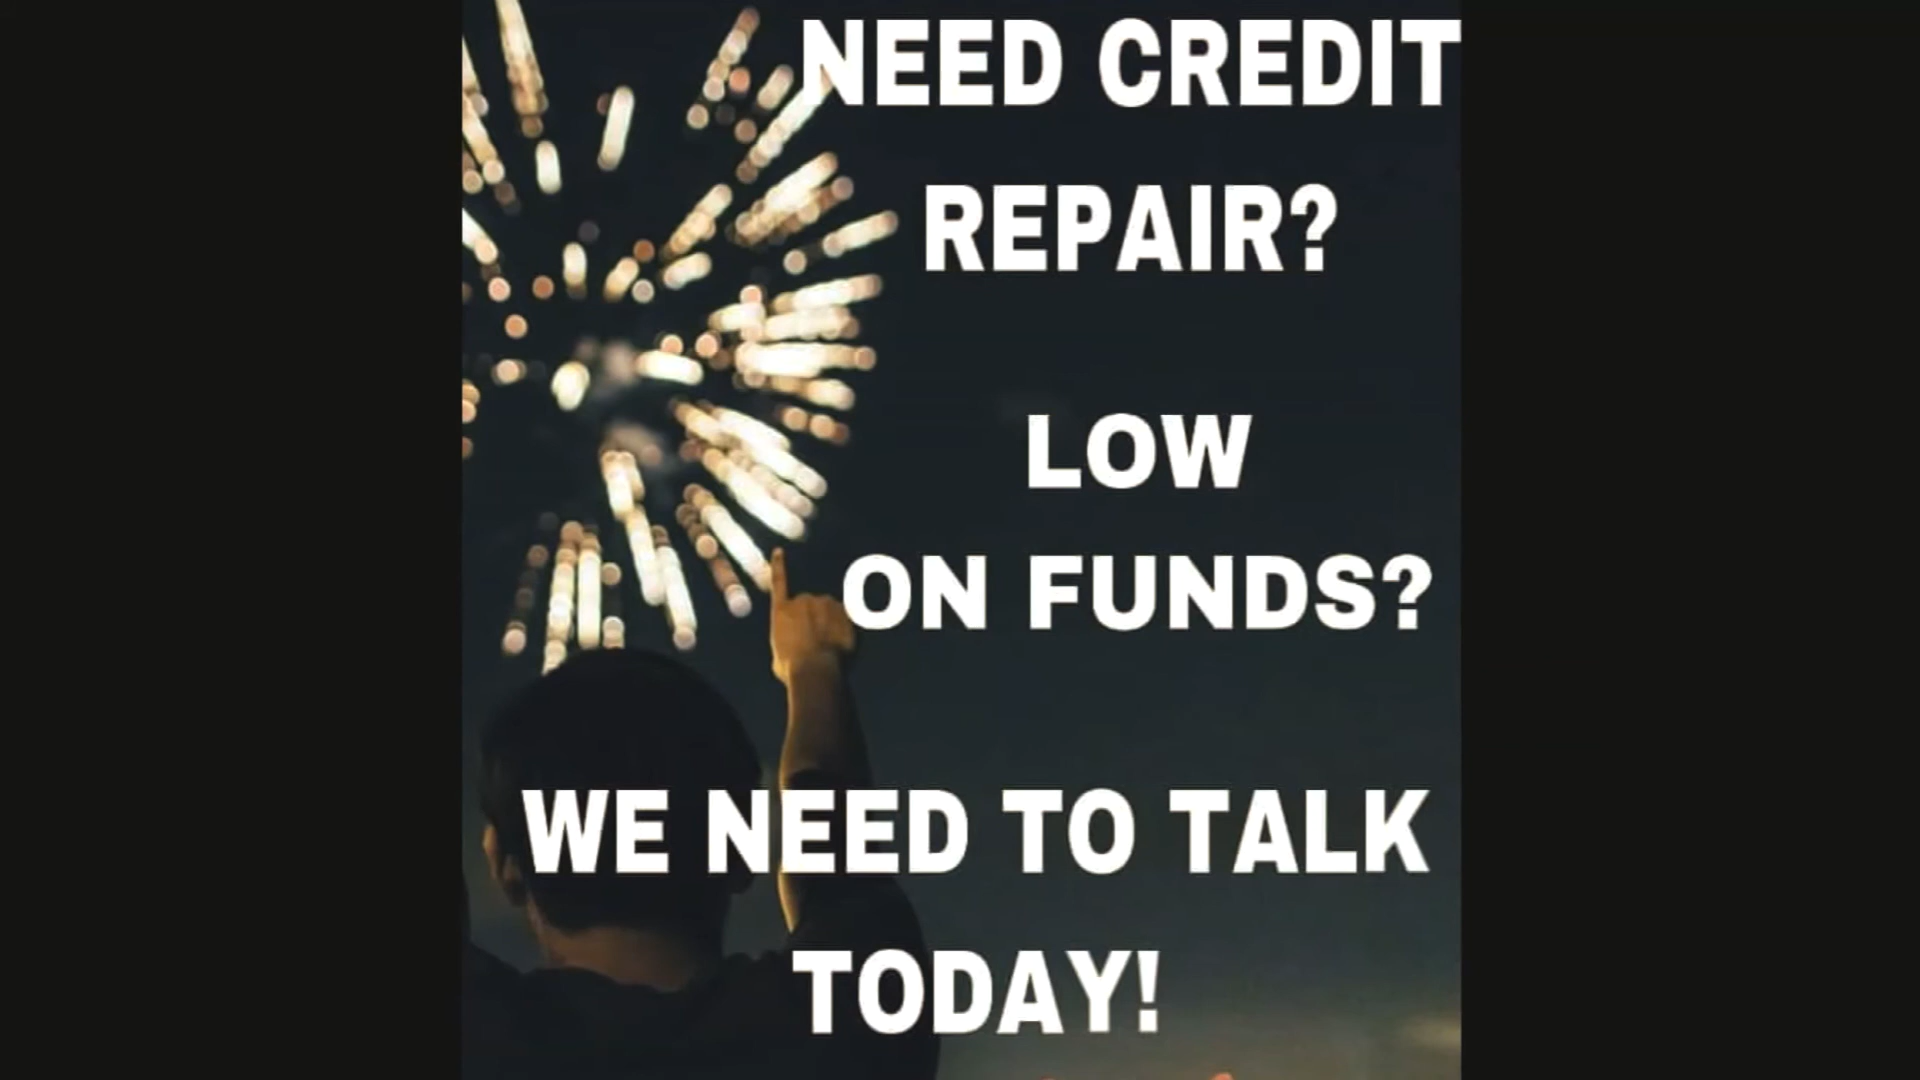 NEED CREDIT
REPAIR?
LOW
ON FUNDS?
WE NEED TO TALK
TODAY!